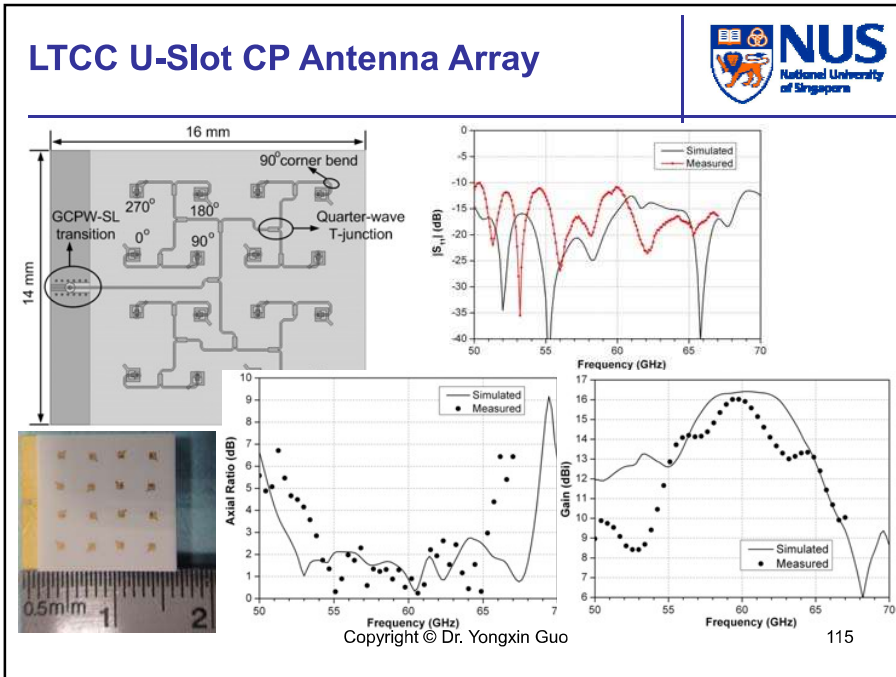 LTCC U-Slot CP Antenna Array
NUS
National University
of Singapore
16 mm
14 mm
90°corner bend
270°
180°
0°
90°
GCPW-SL
transition
Quarter-wave
T-junction
0
-5
-10
-15
-20
-25
-30
-35
-40
|S11| (dB)
Simulated
Measured
50 55 60 65 70
Frequency (GHz)
0.5mm
1
2
10
9
8
7
6
5
4
3
2
1
0
Axial Ratio (dB)
Simulated
Measured
50 55 60 65 70
Frequency (GHz)
17
16
15
14
13
12
11
10
9
8
7
6
Gain (dBi)
Simulated
Measured
50 55 60 65 70
Frequency (GHz)
Copyright © Dr. Yongxin Guo
115